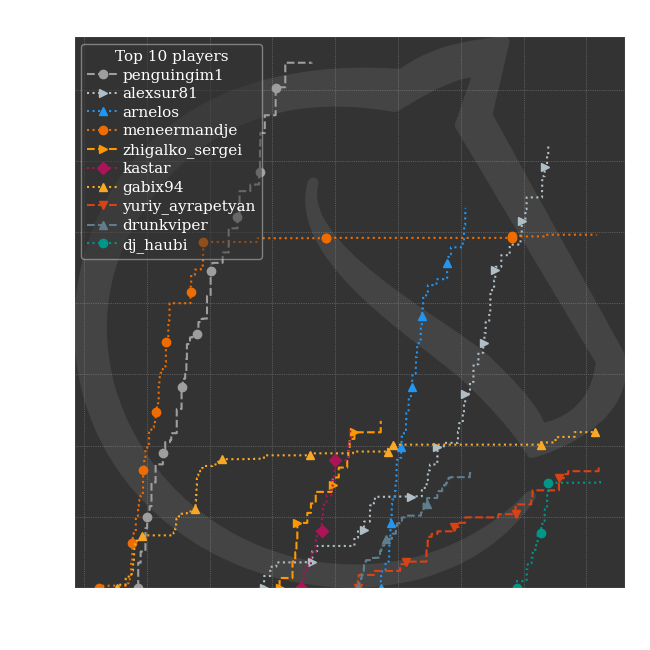 Top 10 players
penguingim1
alexsur81
arnelos
meneermandje
zhigalko_sergei
kastar
gabix94
yuriy_ayrapetyan
drunkviper
dj_haubi